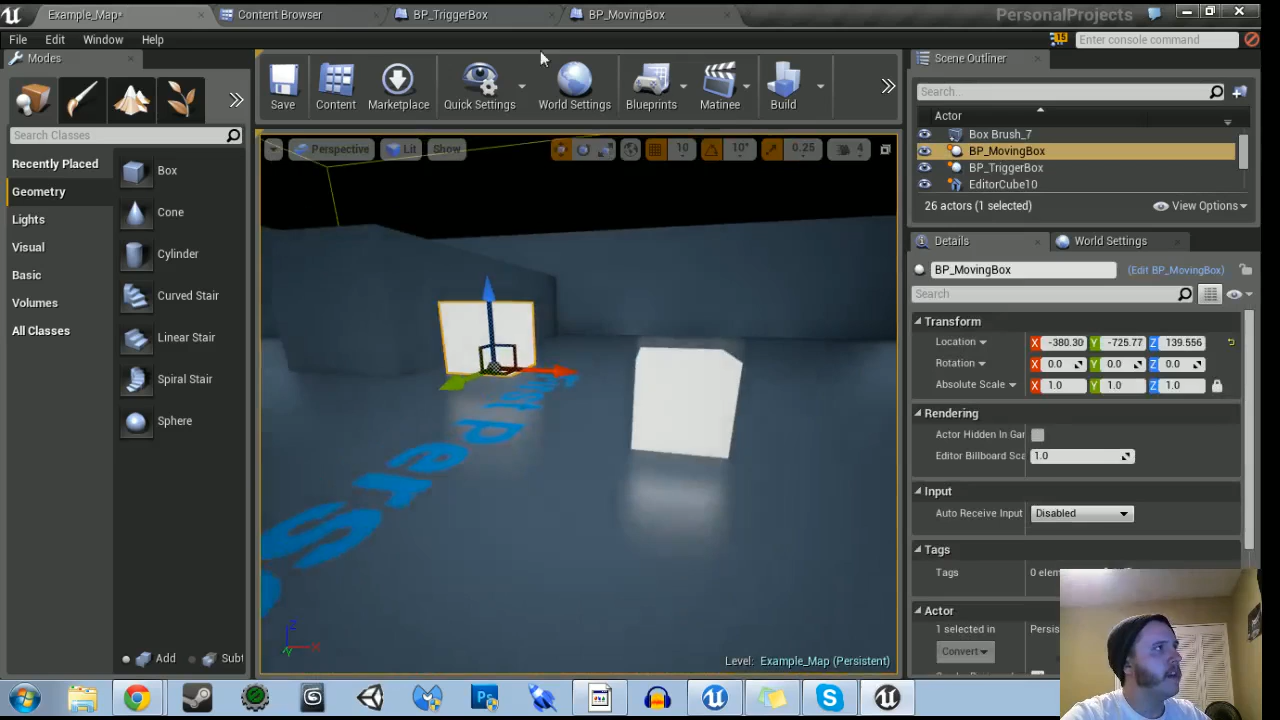 Example_Map*
Content Browser
BP_TriggerBox
BP_MovingBox
PersonalProjects
File
Edit
Window
Help
15
Enter console command
Modes
Save
Content
Marketplace
Quick Settings
World Settings
Blueprints
Matinee
Build
Scene Outliner
Search...
Actor
Box Brush_7
BP_MovingBox
BP_TriggerBox
EditorCube10
26 actors (1 selected)
View Options
Search Classes
Recently Placed
Geometry
Lights
Visual
Basic
Volumes
All Classes
Box
Cone
Cylinder
Curved Stair
Linear Stair
Spiral Stair
Sphere
Add
Subt
Perspective
Lit
Show
10
10°
0.25
4
Level: Example_Map (Persistent)
Details
World Settings
BP_MovingBox
(Edit BP_MovingBox)
Search
Transform
Location
X -380.30 Y -725.77 Z 139.556
Rotation
X 0.0 Y 0.0 Z 0.0
Absolute Scale
X 1.0 Y 1.0 Z 1.0
Rendering
Actor Hidden In Gar
Editor Billboard Sca
1.0
Input
Auto Receive Input
Disabled
Tags
Tags
0 elem
Actor
1 selected in
Persis
Convert